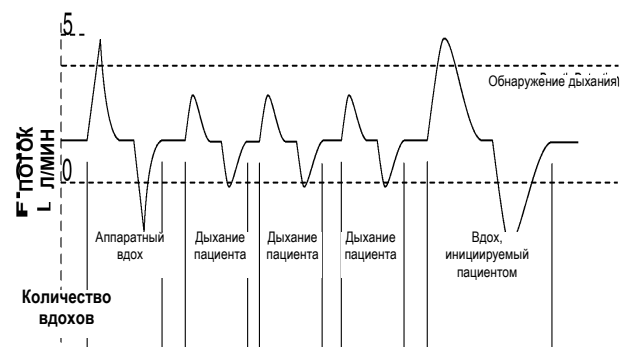 5
Обнаружение дыхания
ПОТОК
Л/МИН
0
Аппаратный
вдох
Дыхание
пациента
Дыхание
пациента
Дыхание
пациента
Вдох,
инициируемый
пациентом
Количество
вдохов